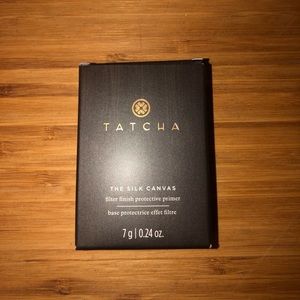 TATCHA
THE SILK CANVAS
filter finish protective primer
base protectrice effet filtre
7 g | 0.24 oz.